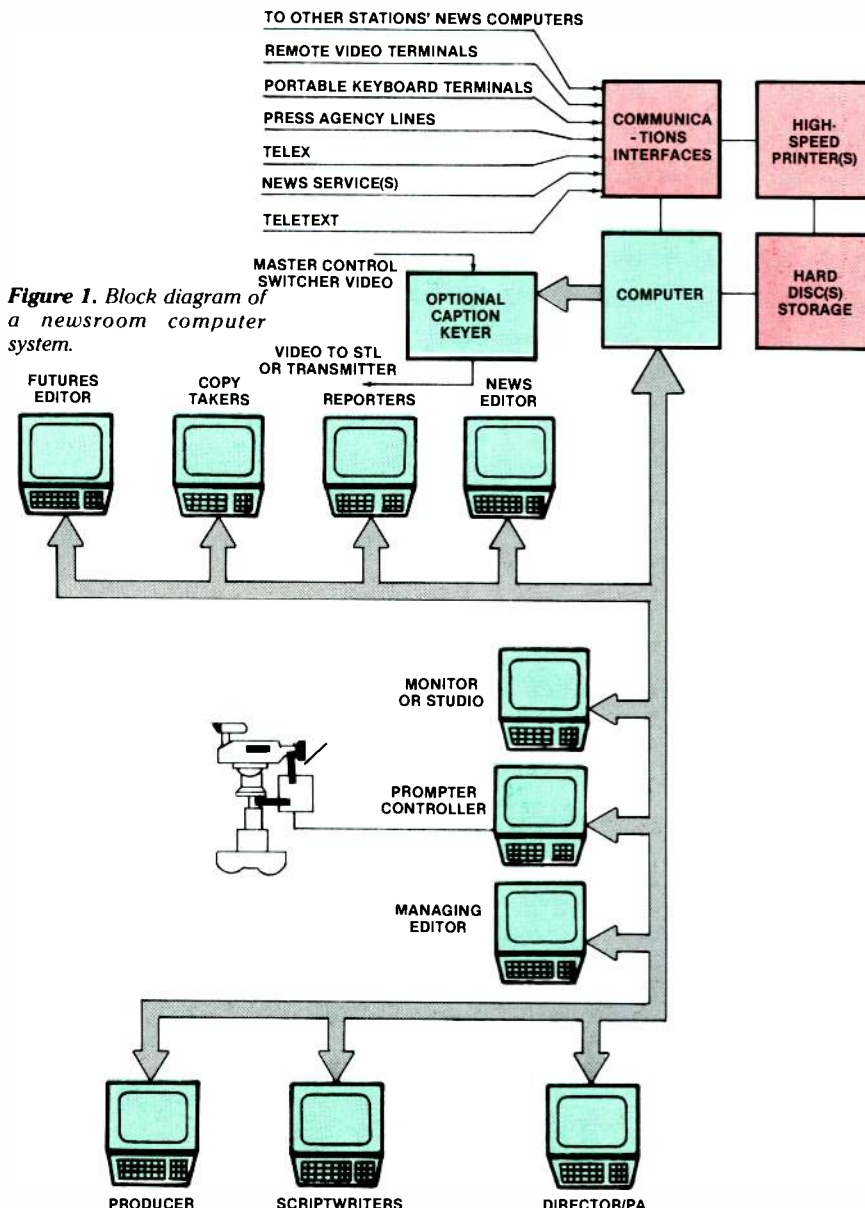 TO OTHER STATIONS' NEWS COMPUTERS
REMOTE VIDEO TERMINALS
PORTABLE KEYBOARD TERMINALS
PRESS AGENCY LINES
TELEX
NEWS SERVICE(S)
TELETEXT
COMMUNICA
-TIONS
INTERFACES
HIGH-
SPEED
PRINTER(S)
MASTER CONTROL
SWITCHER VIDEO
OPTIONAL
CAPTION
KEYER
COMPUTER
HARD
DISC(S)
STORAGE
Figure 1. Block diagram of
a newsroom computer
system.
VIDEO TO STL
OR TRANSMITTER
FUTURES
EDITOR
COPY
TAKERS
REPORTERS
NEWS
EDITOR
MONITOR
OR STUDIO
PROMPTER
CONTROLLER
MANAGING
EDITOR
PRODUCER
SCRIPTWRITERS
DIRECTOR/PA